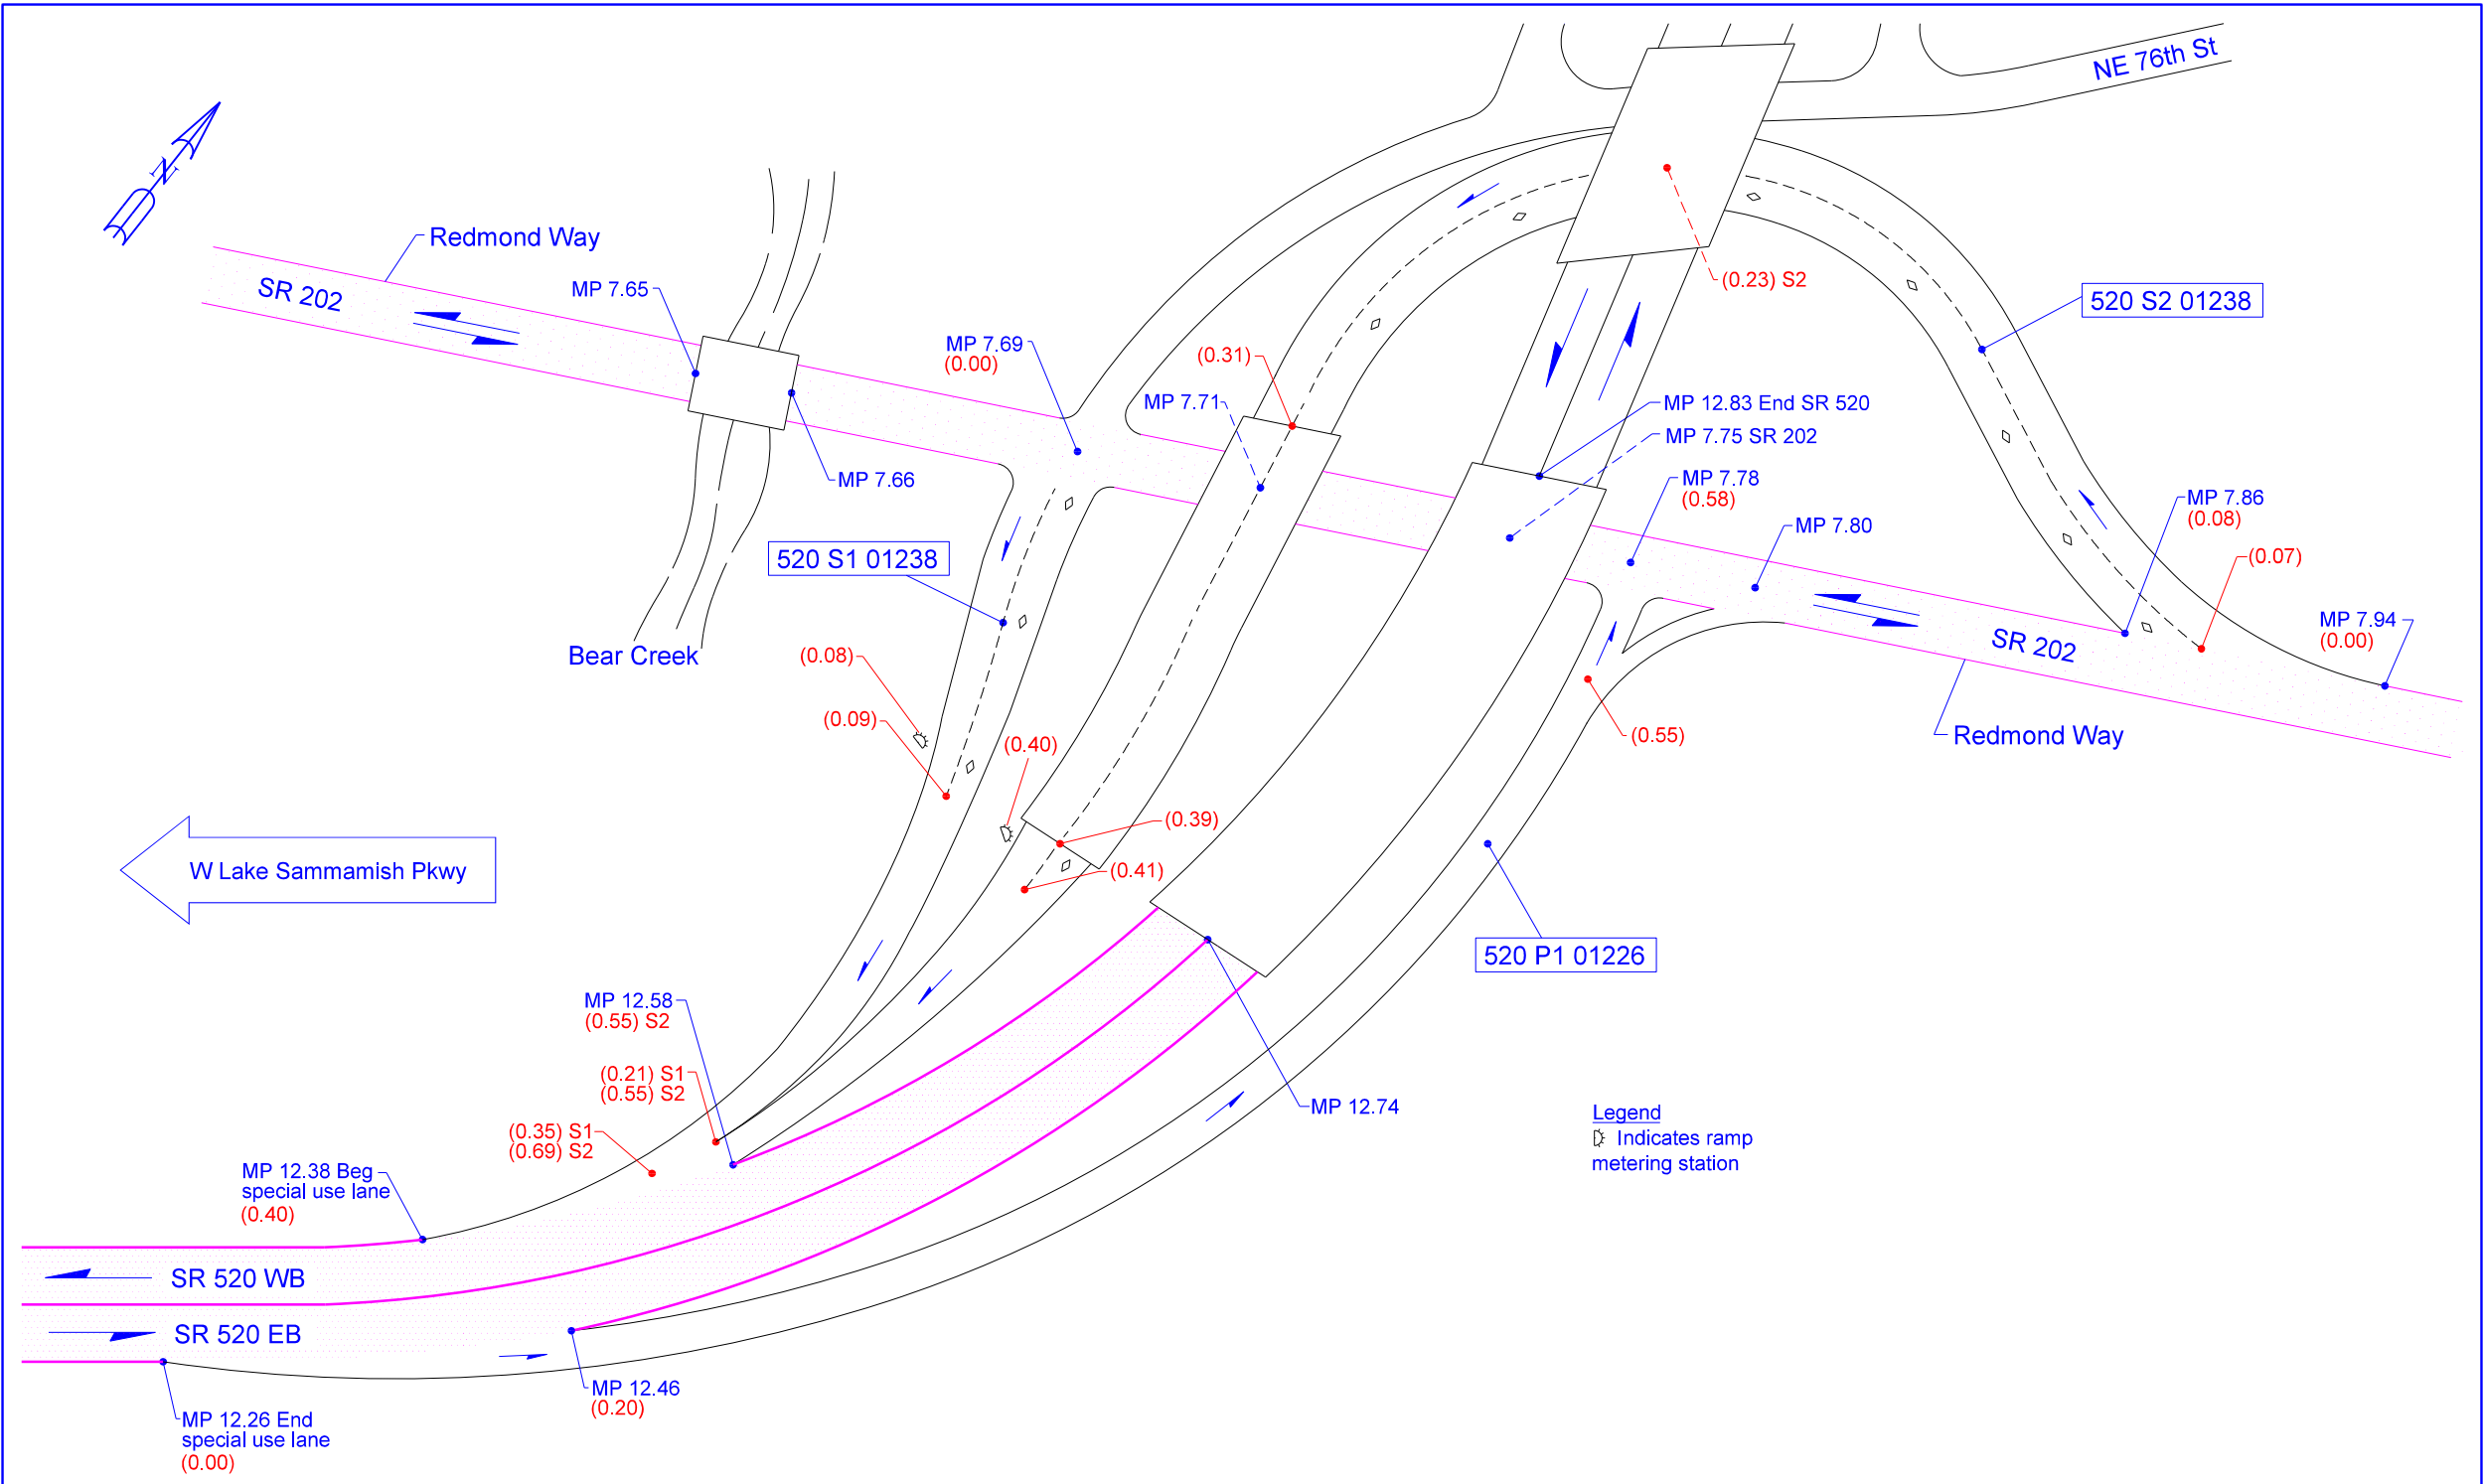 NE 76th St
N
Redmond Way
SR 202
MP 7.65
(0.23) S2
520 S2 01238
MP 7.69
(0.00)
(0.31)
MP 7.71
MP 12.83 End SR 520
MP 7.75 SR 202
MP 7.66
MP 7.78
(0.58)
MP 7.80
MP 7.86
(0.08)
(0.07)
520 S1 01238
MP 7.94
(0.00)
SR 202
Bear Creek
(0.08)
(0.09)
(0.40)
(0.55)
Redmond Way
(0.39)
(0.41)
W Lake Sammamish Pkwy
520 P1 01226
MP 12.58
(0.55) S2
(0.21) S1
(0.55) S2
MP 12.74
(0.35) S1
(0.69) S2
Legend
Indicates ramp
metering station
MP 12.38 Beg
special use lane
(0.40)
SR 520 WB
SR 520 EB
MP 12.46
(0.20)
MP 12.26 End
special use lane
(0.00)